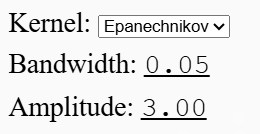 Kernel: Epanechnikov
Bandwidth: 0.05
Amplitude: 3.00